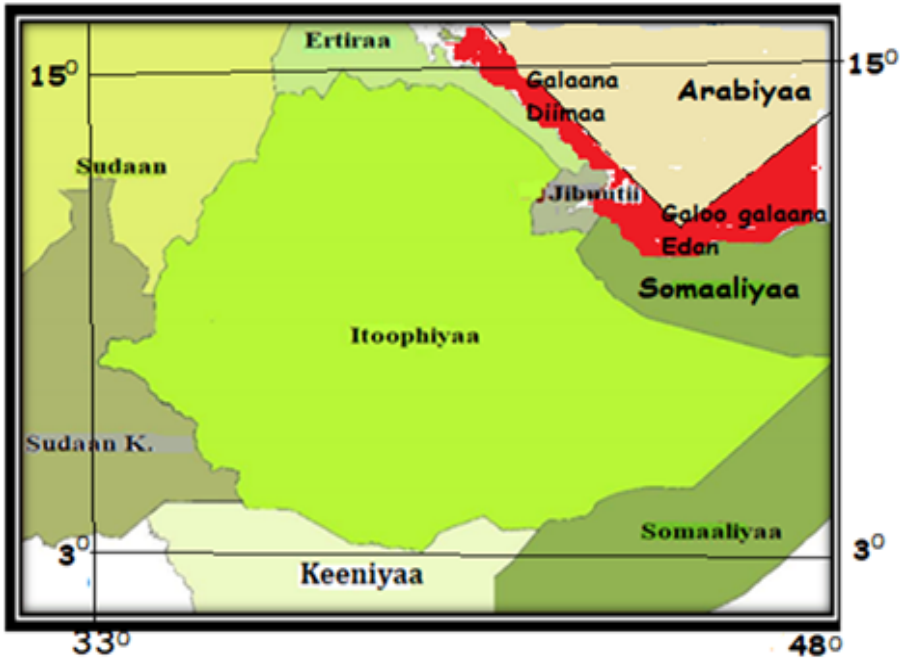 Ertiraa
15⁰
15⁰
Galaana
Diimaa
Arabiyaa
Sudaan
Jibuutii
Galoo galaana
Edan
Somaaliyaa
Itoophiyaa
Sudaan K.
Somaaliyaa
3⁰
3⁰
Keeniyaa
33⁰
48⁰